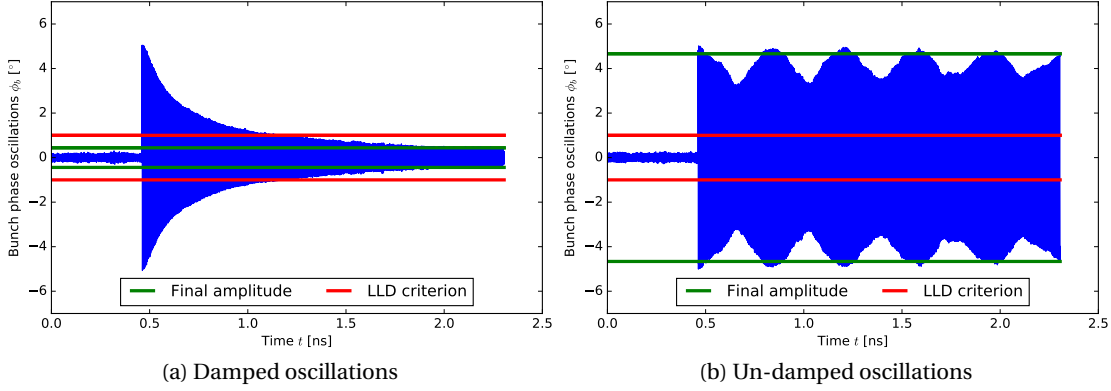 6
4
2
0
−2
−4
−6
Bunch phase oscillations ϕb [°]
Final amplitude
LLD criterion
0.0 0.5 1.0 1.5 2.0 2.5
Time t [ns]
(a) Damped oscillations
6
4
2
0
−2
−4
−6
Bunch phase oscillations ϕb [°]
Final amplitude
LLD criterion
0.0 0.5 1.0 1.5 2.0 2.5
Time t [ns]
(b) Un-damped oscillations